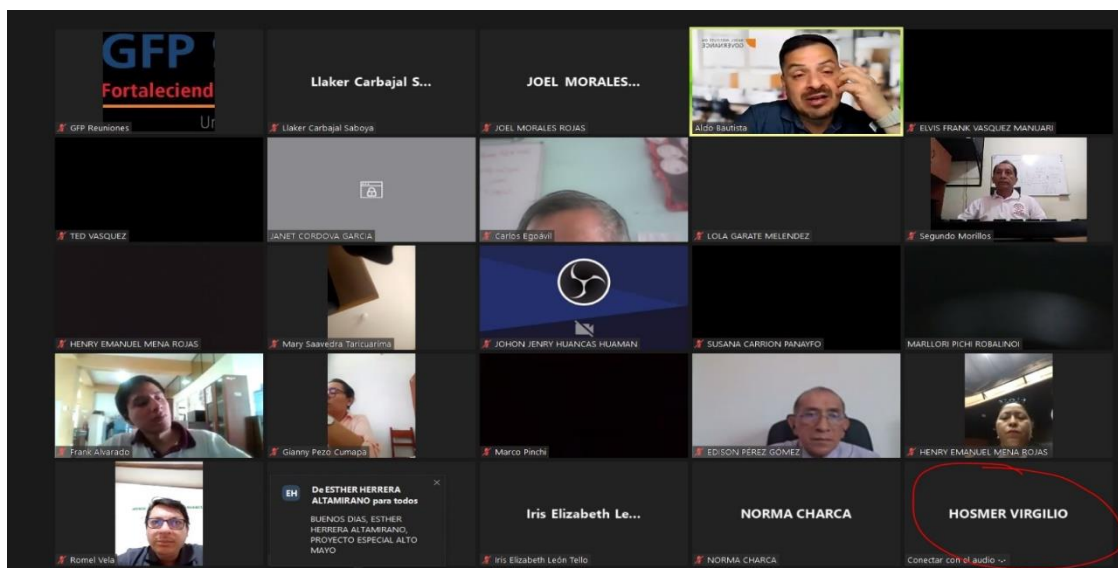 GFP
Fortaleciend
GFP Reuniones
Llaker Carbajal S...
Llaker Carbajal Saboya
JOEL MORALES...
JOEL MORALES ROJAS
GOVERNANCE
Aldo Bautista
ELVIS FRANK VASQUEZ MANUARI
TED VASQUEZ
JANET CORDOVA GARCIA
Carlos Egoávil
LOLA GARATE MELENDEZ
Segundo Morillos
HENRY EMANUEL MENA ROJAS
Mary Saavedra Taricuarima
JOHON JENRY HUANCAS HUAMAN
SUSANA CARRION PANAYFO
MARLLORI PICHI ROBALINOI
Frank Alvarado
Gianny Pezo Cumapa
Marco Pinchi
EDISON PEREZ GOMEZ
HENRY EMANUEL MENA ROJAS
Romel Vela
EH
De ESTHER HERRERA
ALTAMIRANO para todos
BUENOS DIAS, ESTHER
HERRERA ALTAMIRANO,
PROYECTO ESPECIAL ALTO
MAYO
Iris Elizabeth Le...
Iris Elizabeth León Tello
NORMA CHARCA
NORMA CHARCA
HOSMER VIRGILIO
Conectar con el audio -.-